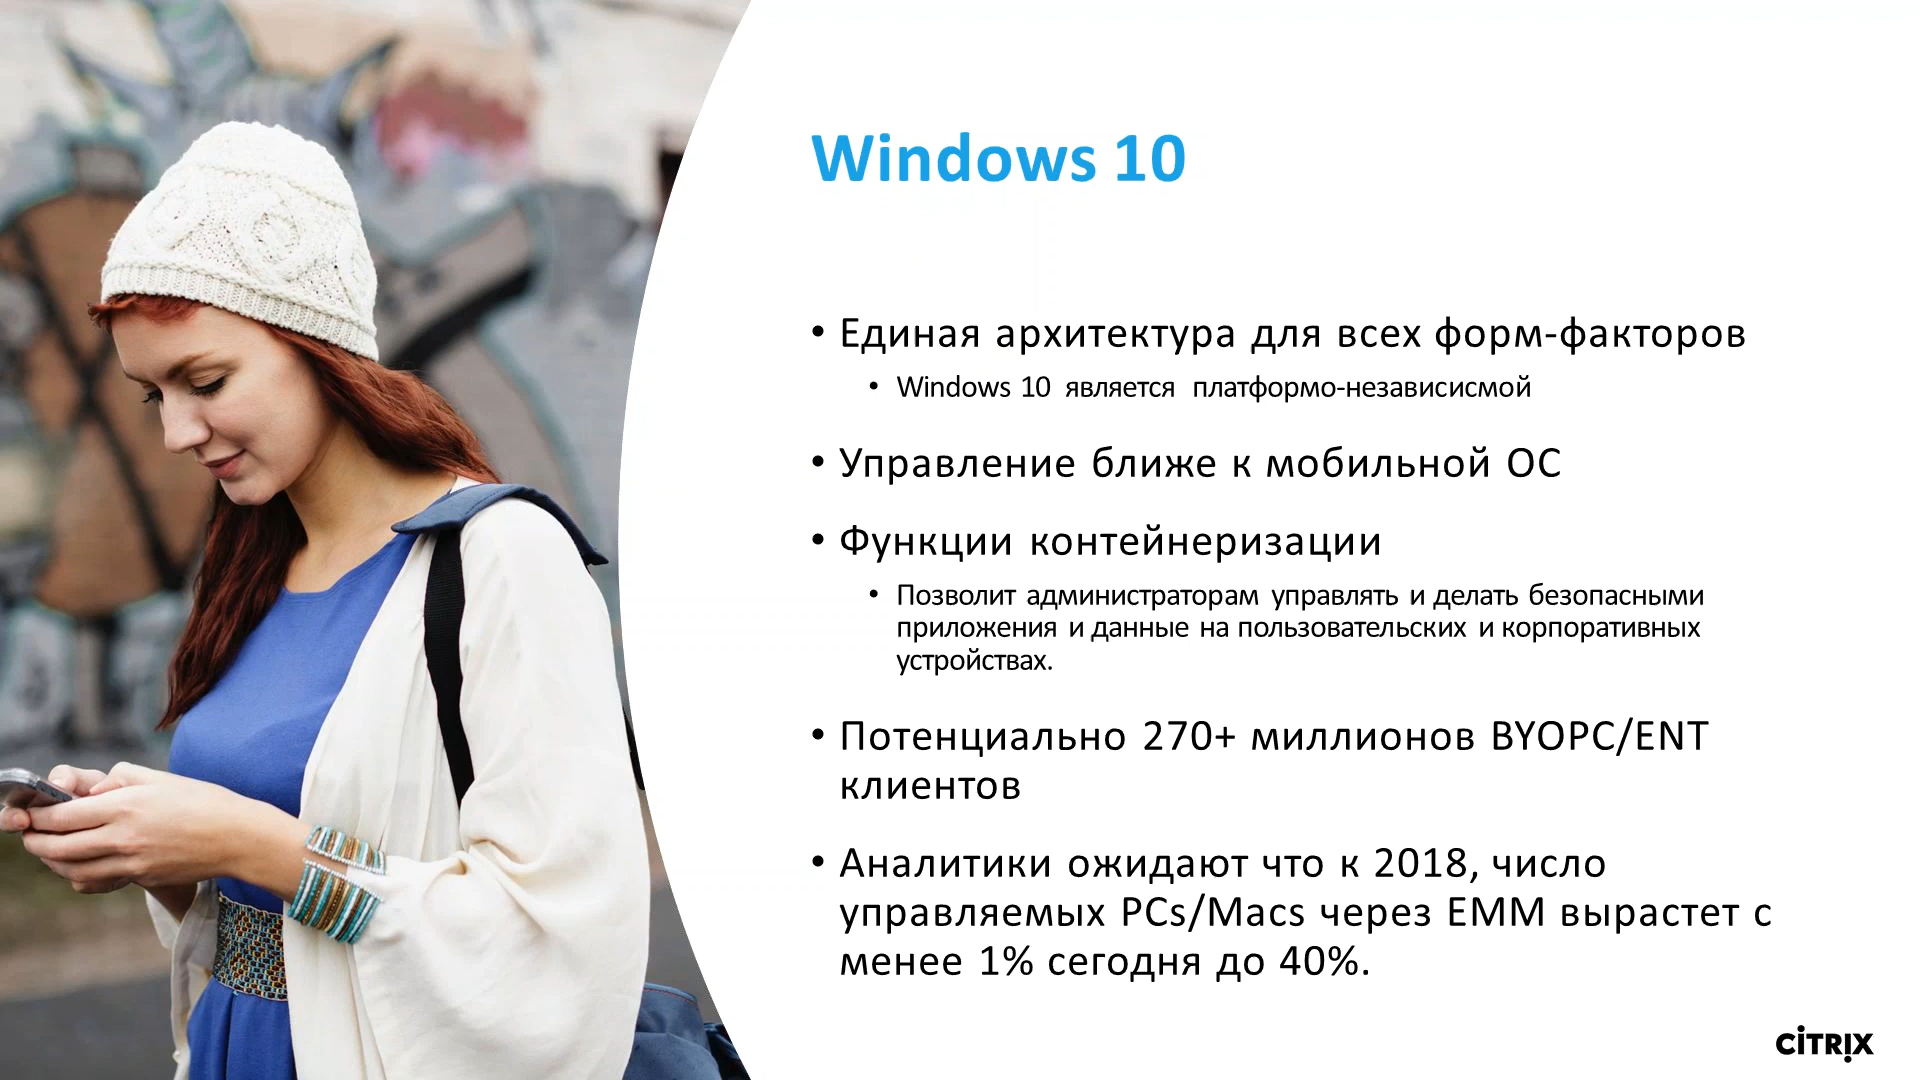 Windows 10
• Единая архитектура для всех форм-факторов
• Windows 10 является платформо-независисмой
• Управление ближе к мобильной ОС
• Функции контейнеризации
• Позволит администраторам управлять и делать безопасными
приложения и данные на пользовательских и корпоративных
устройствах.
• Потенциально 270+ миллионов BYOPC/ENT
клиентов
• Аналитики ожидают что к 2018, число
управляемых PCs/Macs через EMM вырастет с
менее 1% сегодня до 40%.
CITRIX